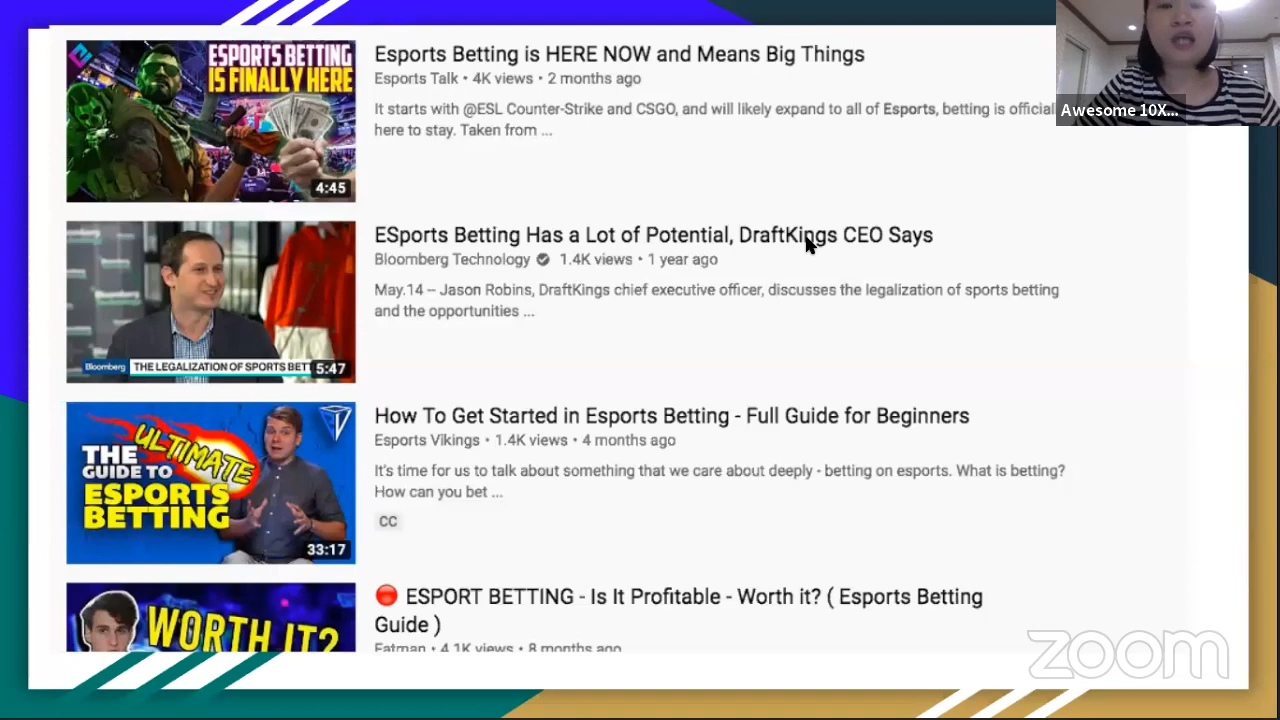 ESPORTS BETTING
IS FINALLY HERE
4:45
Esports Betting is HERE NOW and Means Big Things
Esports Talk • 4K views • 2 months ago
It starts with @ESL Counter-Strike and CSGO, and will likely expand to all of Esports, betting is official
here to stay. Taken from ...
Awesome 10X...
Bloomberg
THE LEGALIZATION OF SPORTS BETT
5:47
ESports Betting Has a Lot of Potential, DraftKings CEO Says
Bloomberg Technology 1.4K views • 1 year ago
May.14 -- Jason Robins, DraftKings chief executive officer, discusses the legalization of sports betting
and the opportunities ...
THE ULTIMATE
GUIDE TO
ESPORTS
BETTING
33:17
How To Get Started in Esports Betting - Full Guide for Beginners
Esports Vikings • 1.4K views • 4 months ago
It's time for us to talk about something that we care about deeply - betting on esports. What is betting?
How can you bet ...
CC
WORTH IT?
ESPORT BETTING - Is It Profitable - Worth it? ( Esports Betting
Guide )
Eatman • 4.1K views • 8 months ago
zoom